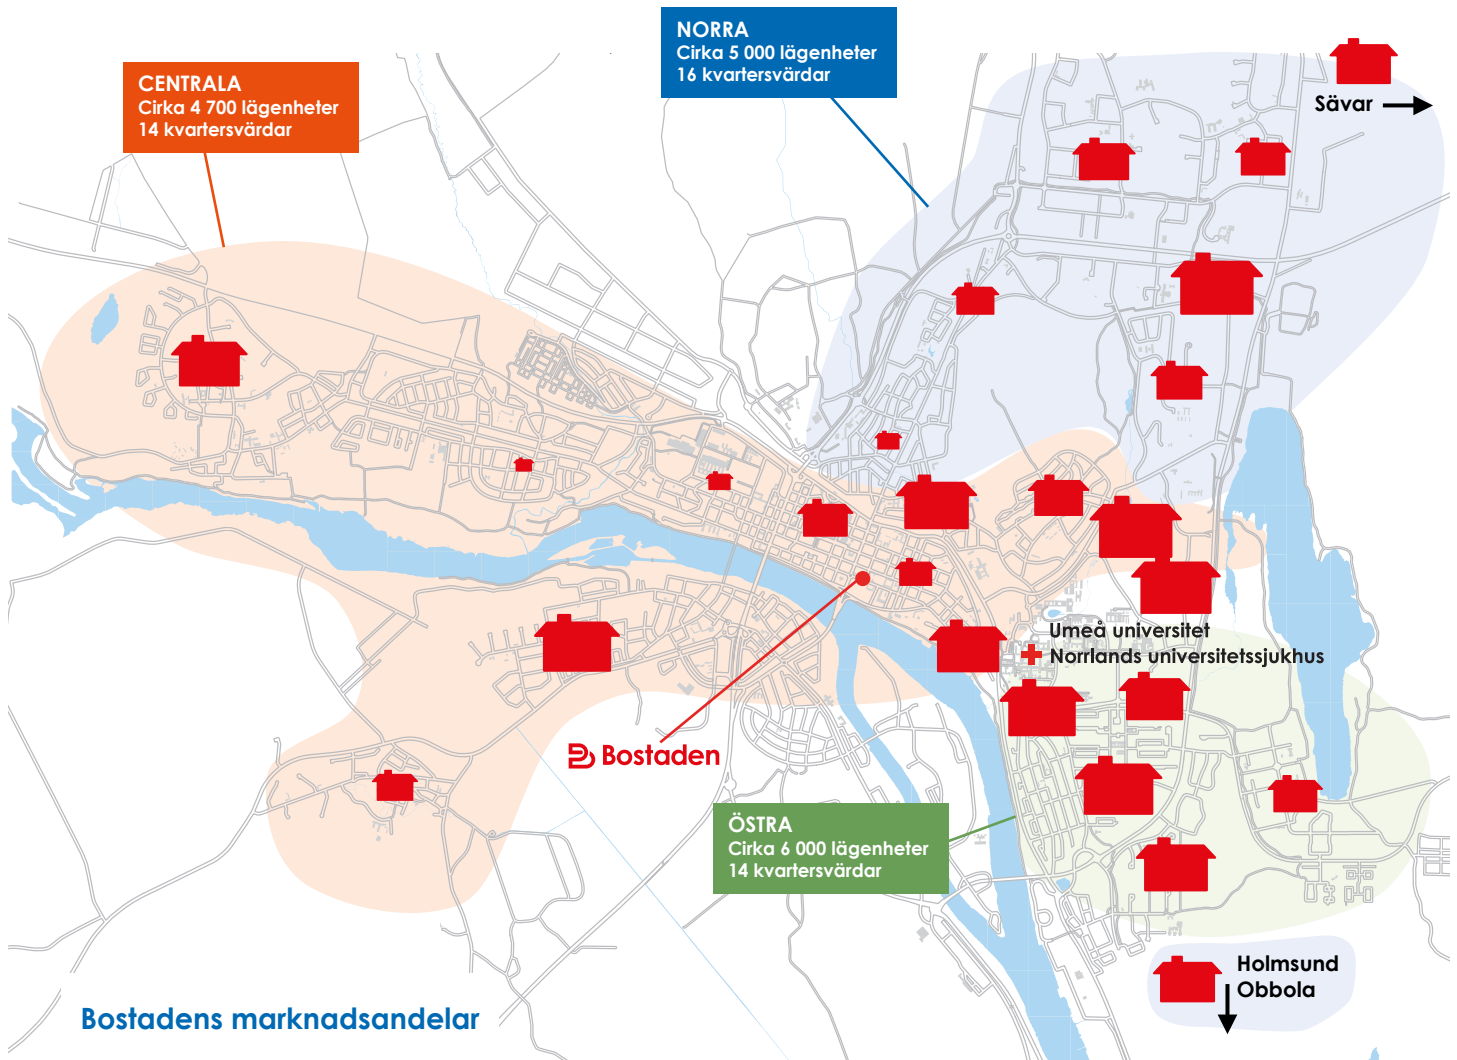 NORRA
Cirka 5 000 lägenheter
16 kvartersvärdar
CENTRALA
Cirka 4 700 lägenheter
14 kvartersvärdar
Sävar
Umeå universitet
Norrlands universitetssjukhus
Bostaden
ÖSTRA
Cirka 6 000 lägenheter
14 kvartersvärdar
Holmsund
Obbola
Bostadens marknadsandelar